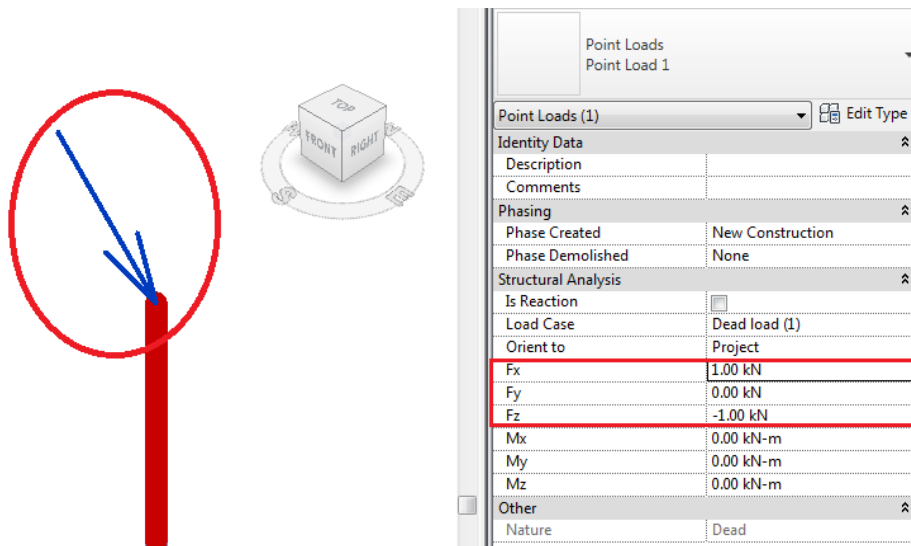 Point Loads
Point Load 1
Point Loads (1)
Edit Type
Identity Data
Description
Comments
Phasing
Phase Created New Construction
Phase Demolished None
Structural Analysis
Is Reaction
Load Case Dead load (1)
Orient to Project
Fx 1.00 kN
Fy 0.00 kN
Fz -1.00 kN
Mx 0.00 kN-m
My 0.00 kN-m
Mz 0.00 kN-m
Other
Nature Dead
TOP
FRONT RIGHT
S E